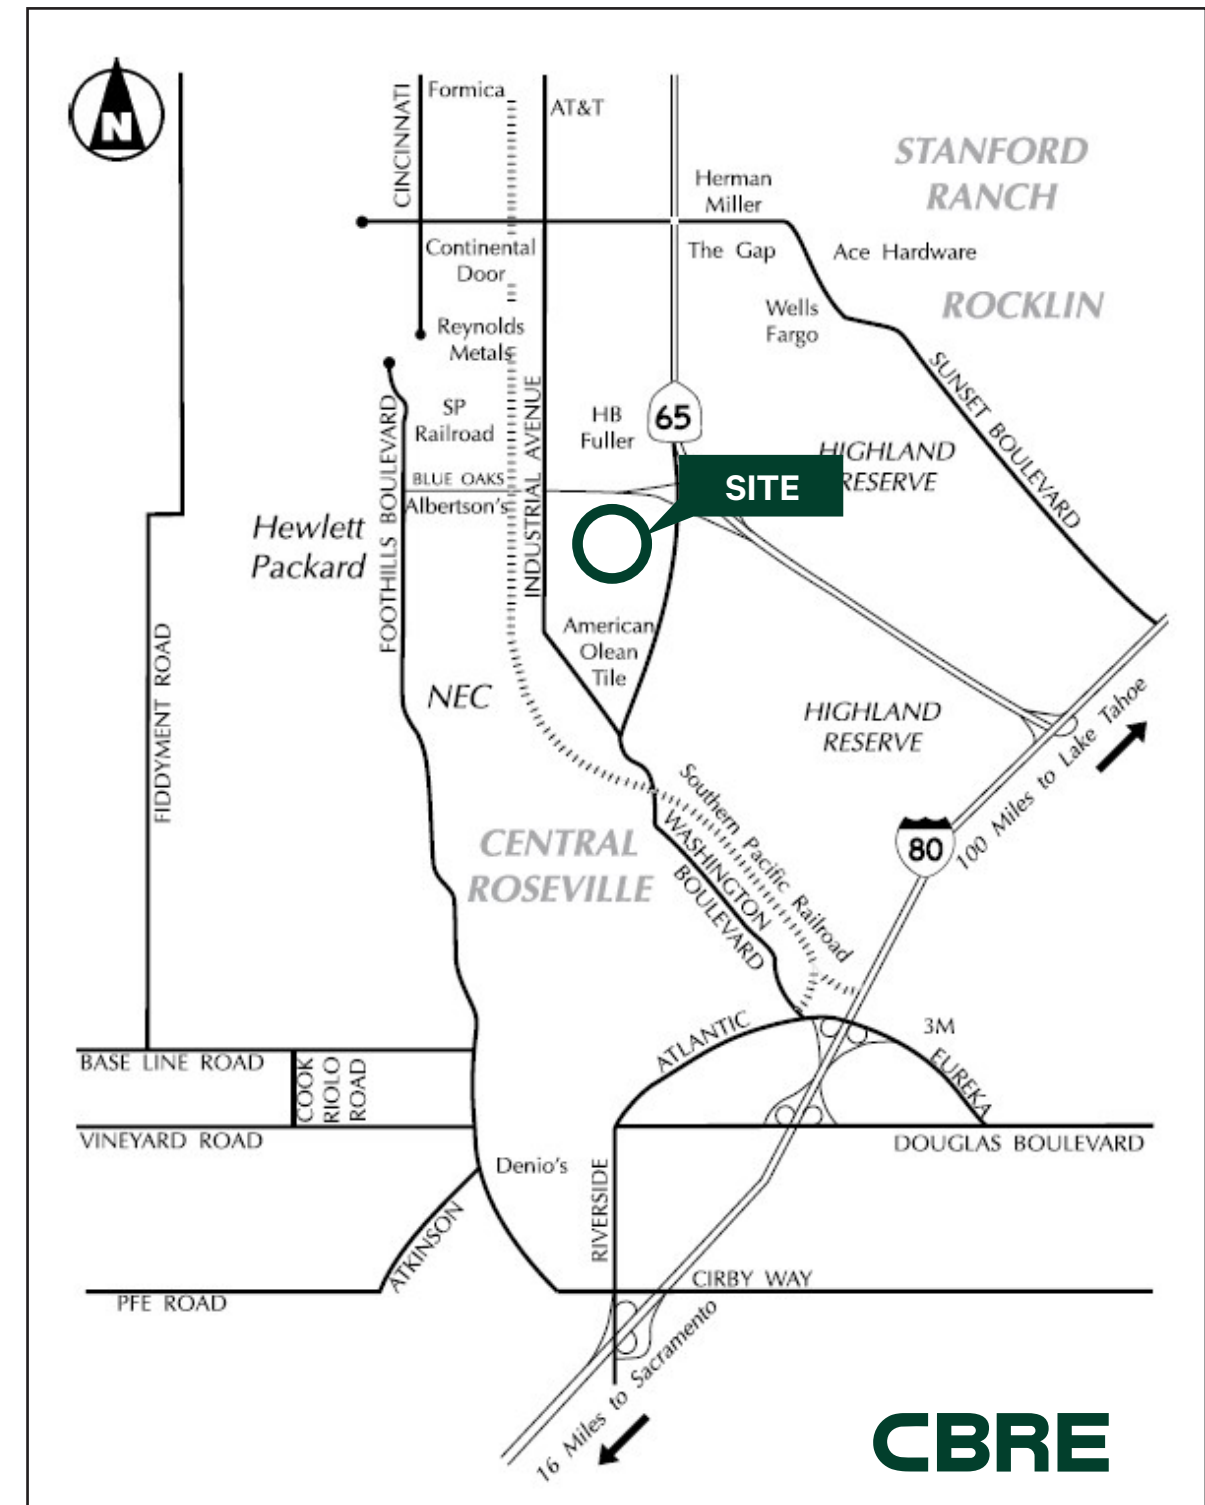 N
CINCINNATI
Formica
AT&T
STANFORD
RANCH
Herman
Miller
Continental
Door
The Gap
Ace Hardware
ROCKLIN
Wells
Fargo
Reynolds
Metals
SUNSET BOULEVARD
FOOTHILLS BOULEVARD
SP
Railroad
INDUSTRIAL AVENUE
HB
Fuller
65
HIGHLAND
RESERVE
SITE
BLUE OAKS
Albertson's
Hewlett
Packard
American
Olean
Tile
FIDDYMENT ROAD
NEC
HIGHLAND
RESERVE
100 Miles to Lake Tahoe
Southern Pacific Railroad
WASHINGTON
BOULEVARD
80
CENTRAL
ROSEVILLE
ATLANTIC
3M
EUREKA
BASE LINE ROAD
COOK
RIOLO
ROAD
VINEYARD ROAD
DOUGLAS BOULEVARD
Denio's
RIVERSIDE
ATKINSON
CIRBY WAY
PFE ROAD
16 Miles to Sacramento
CBRE